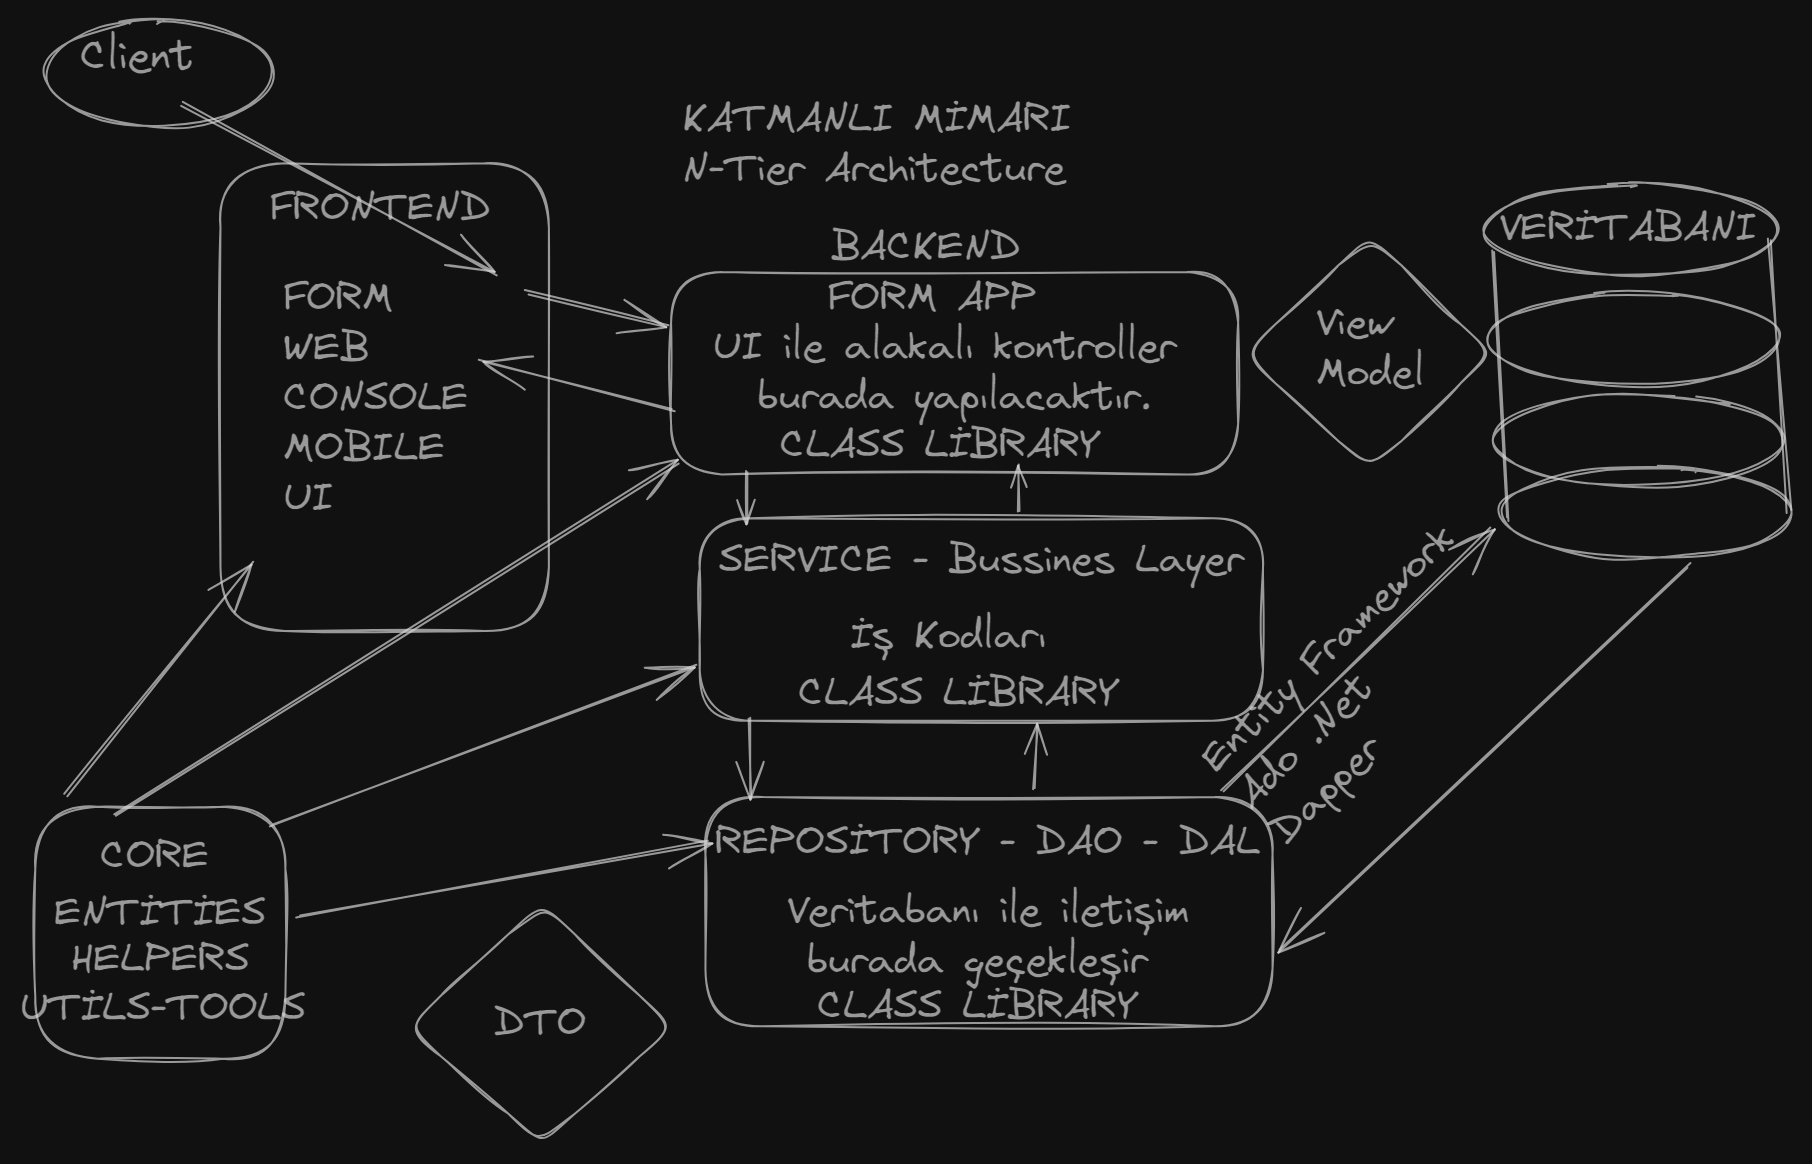 Client
KATMANLI MİMARI
N-Tier Architecture
FRONTEND
FORM
WEB
CONSOLE
MOBILE
UI
BACKEND
FORM APP
UI ile alakalı kontroller
burada yapılacaktır.
CLASS LİBRARY
View
Model
VERİTABANI
SERVICE - Bussines Layer
İş Kodları
CLASS LİBRARY
Entity Framework
Ado .Net
Dapper
REPOSİTORY - DAO - DAL
Veritabanı ile iletişim
burada geçekleşir
CLASS LİBRARY
CORE
ENTİTİES
HELPERS
UTİLS-TOOLS
DTO